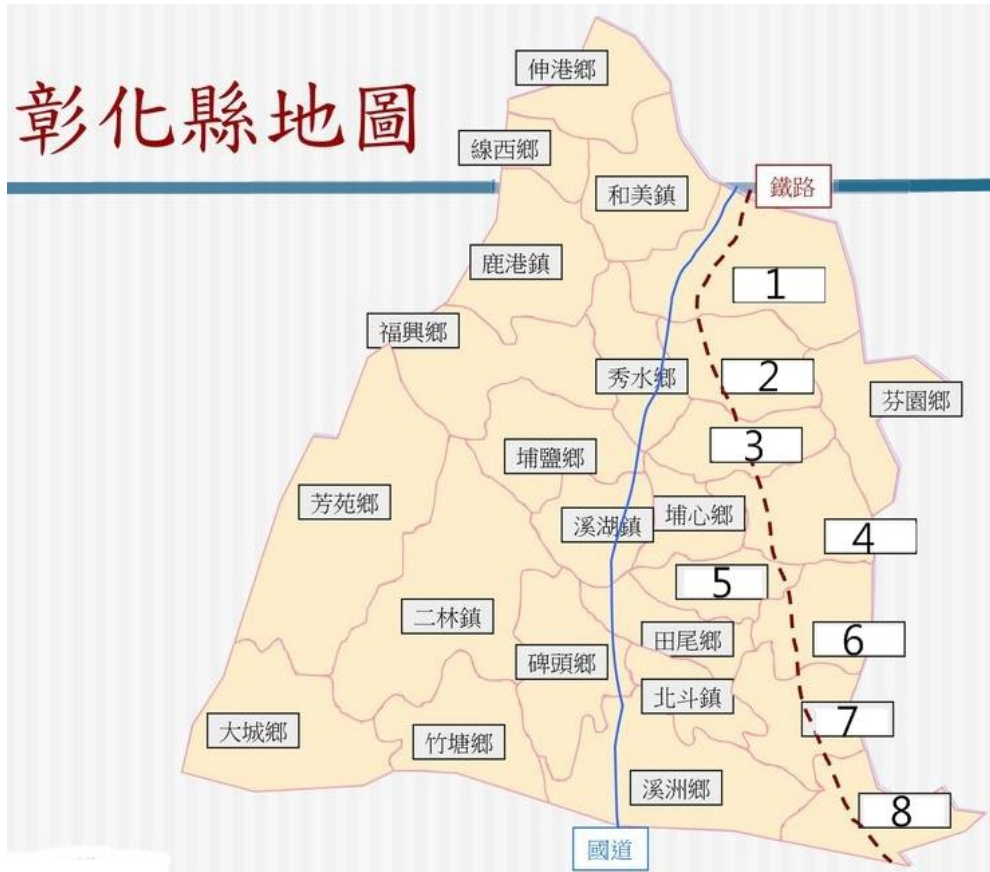 彰化縣地圖
伸港鄉
線西鄉
和美鎮
鐵路
鹿港鎮
1
福興鄉
秀水鄉
2
芬園鄉
3
埔鹽鄉
芳苑鄉
溪湖鎮
埔心鄉
4
5
二林鎮
田尾鄉
6
碑頭鄉
北斗鎮
7
大城鄉
竹塘鄉
溪洲鄉
8
國道